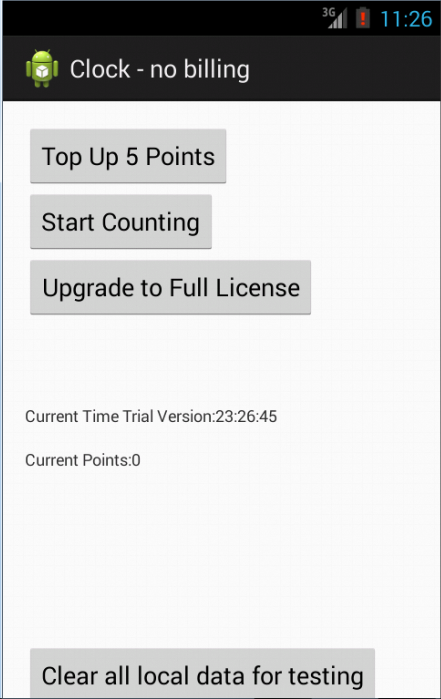 3G 11:26
Clock - no billing
Top Up 5 Points
Start Counting
Upgrade to Full License
Current Time Trial Version:23:26:45
Current Points:0
Clear all local data for testing